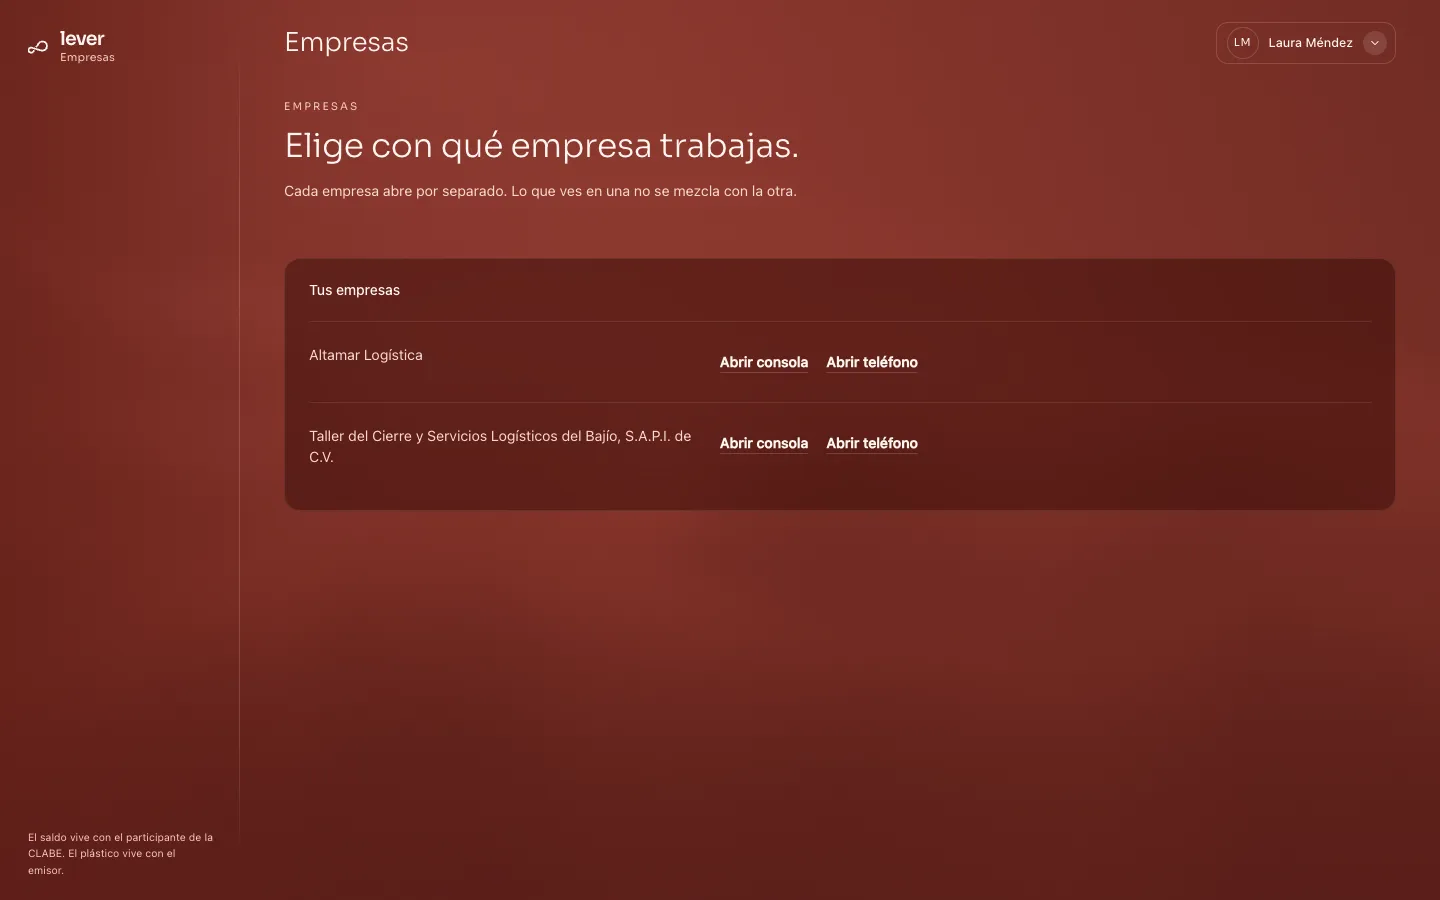 lever
Empresas
Empresas
LM
Laura Méndez
EMPRESAS
Elige con qué empresa trabajas.
Cada empresa abre por separado. Lo que ves en una no se mezcla con la otra.
Tus empresas
Altamar Logística
Abrir consola
Abrir teléfono
Taller del Cierre y Servicios Logísticos del Bajío, S.A.P.I. de
C.V.
Abrir consola
Abrir teléfono
El saldo vive con el participante de la
CLABE. El plástico vive con el
emisor.